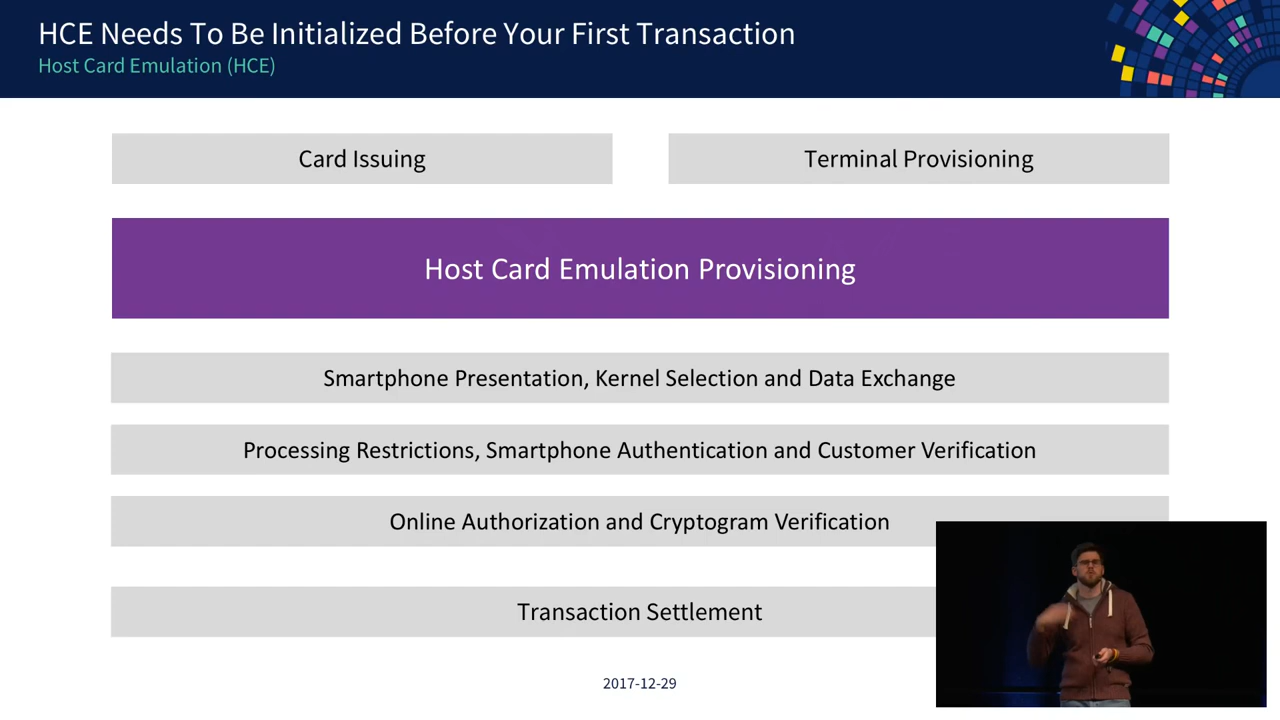 HCE Needs To Be Initialized Before Your First Transaction
Host Card Emulation (HCE)
Card Issuing
Terminal Provisioning
Host Card Emulation Provisioning
Smartphone Presentation, Kernel Selection and Data Exchange
Processing Restrictions, Smartphone Authentication and Customer Verification
Online Authorization and Cryptogram Verification
Transaction Settlement
2017-12-29